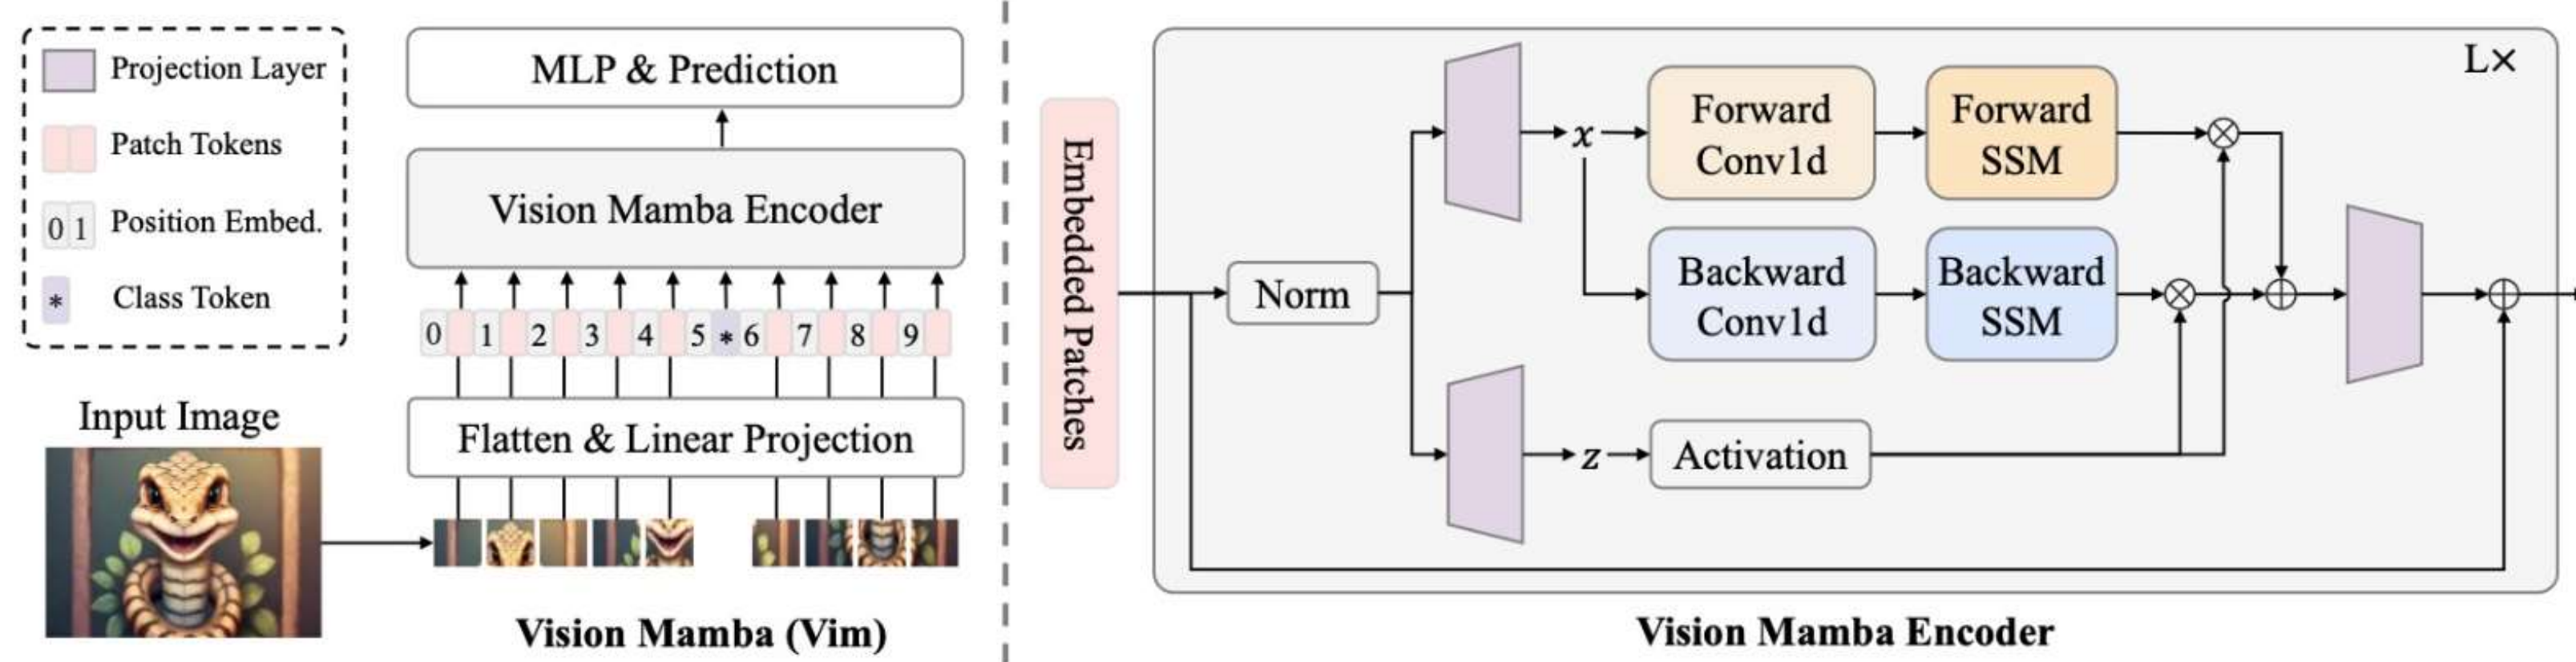 Projection Layer
Patch Tokens
0 1 Position Embed.
* Class Token
Input Image
MLP & Prediction
Vision Mamba Encoder
0 1 2 3 4 5 * 6 7 8 9
Flatten & Linear Projection
Vision Mamba (Vim)
Embedded Patches
L×
Norm
x
Forward
Conv1d
Forward
SSM
Backward
Conv1d
Backward
SSM
z
Activation
Vision Mamba Encoder